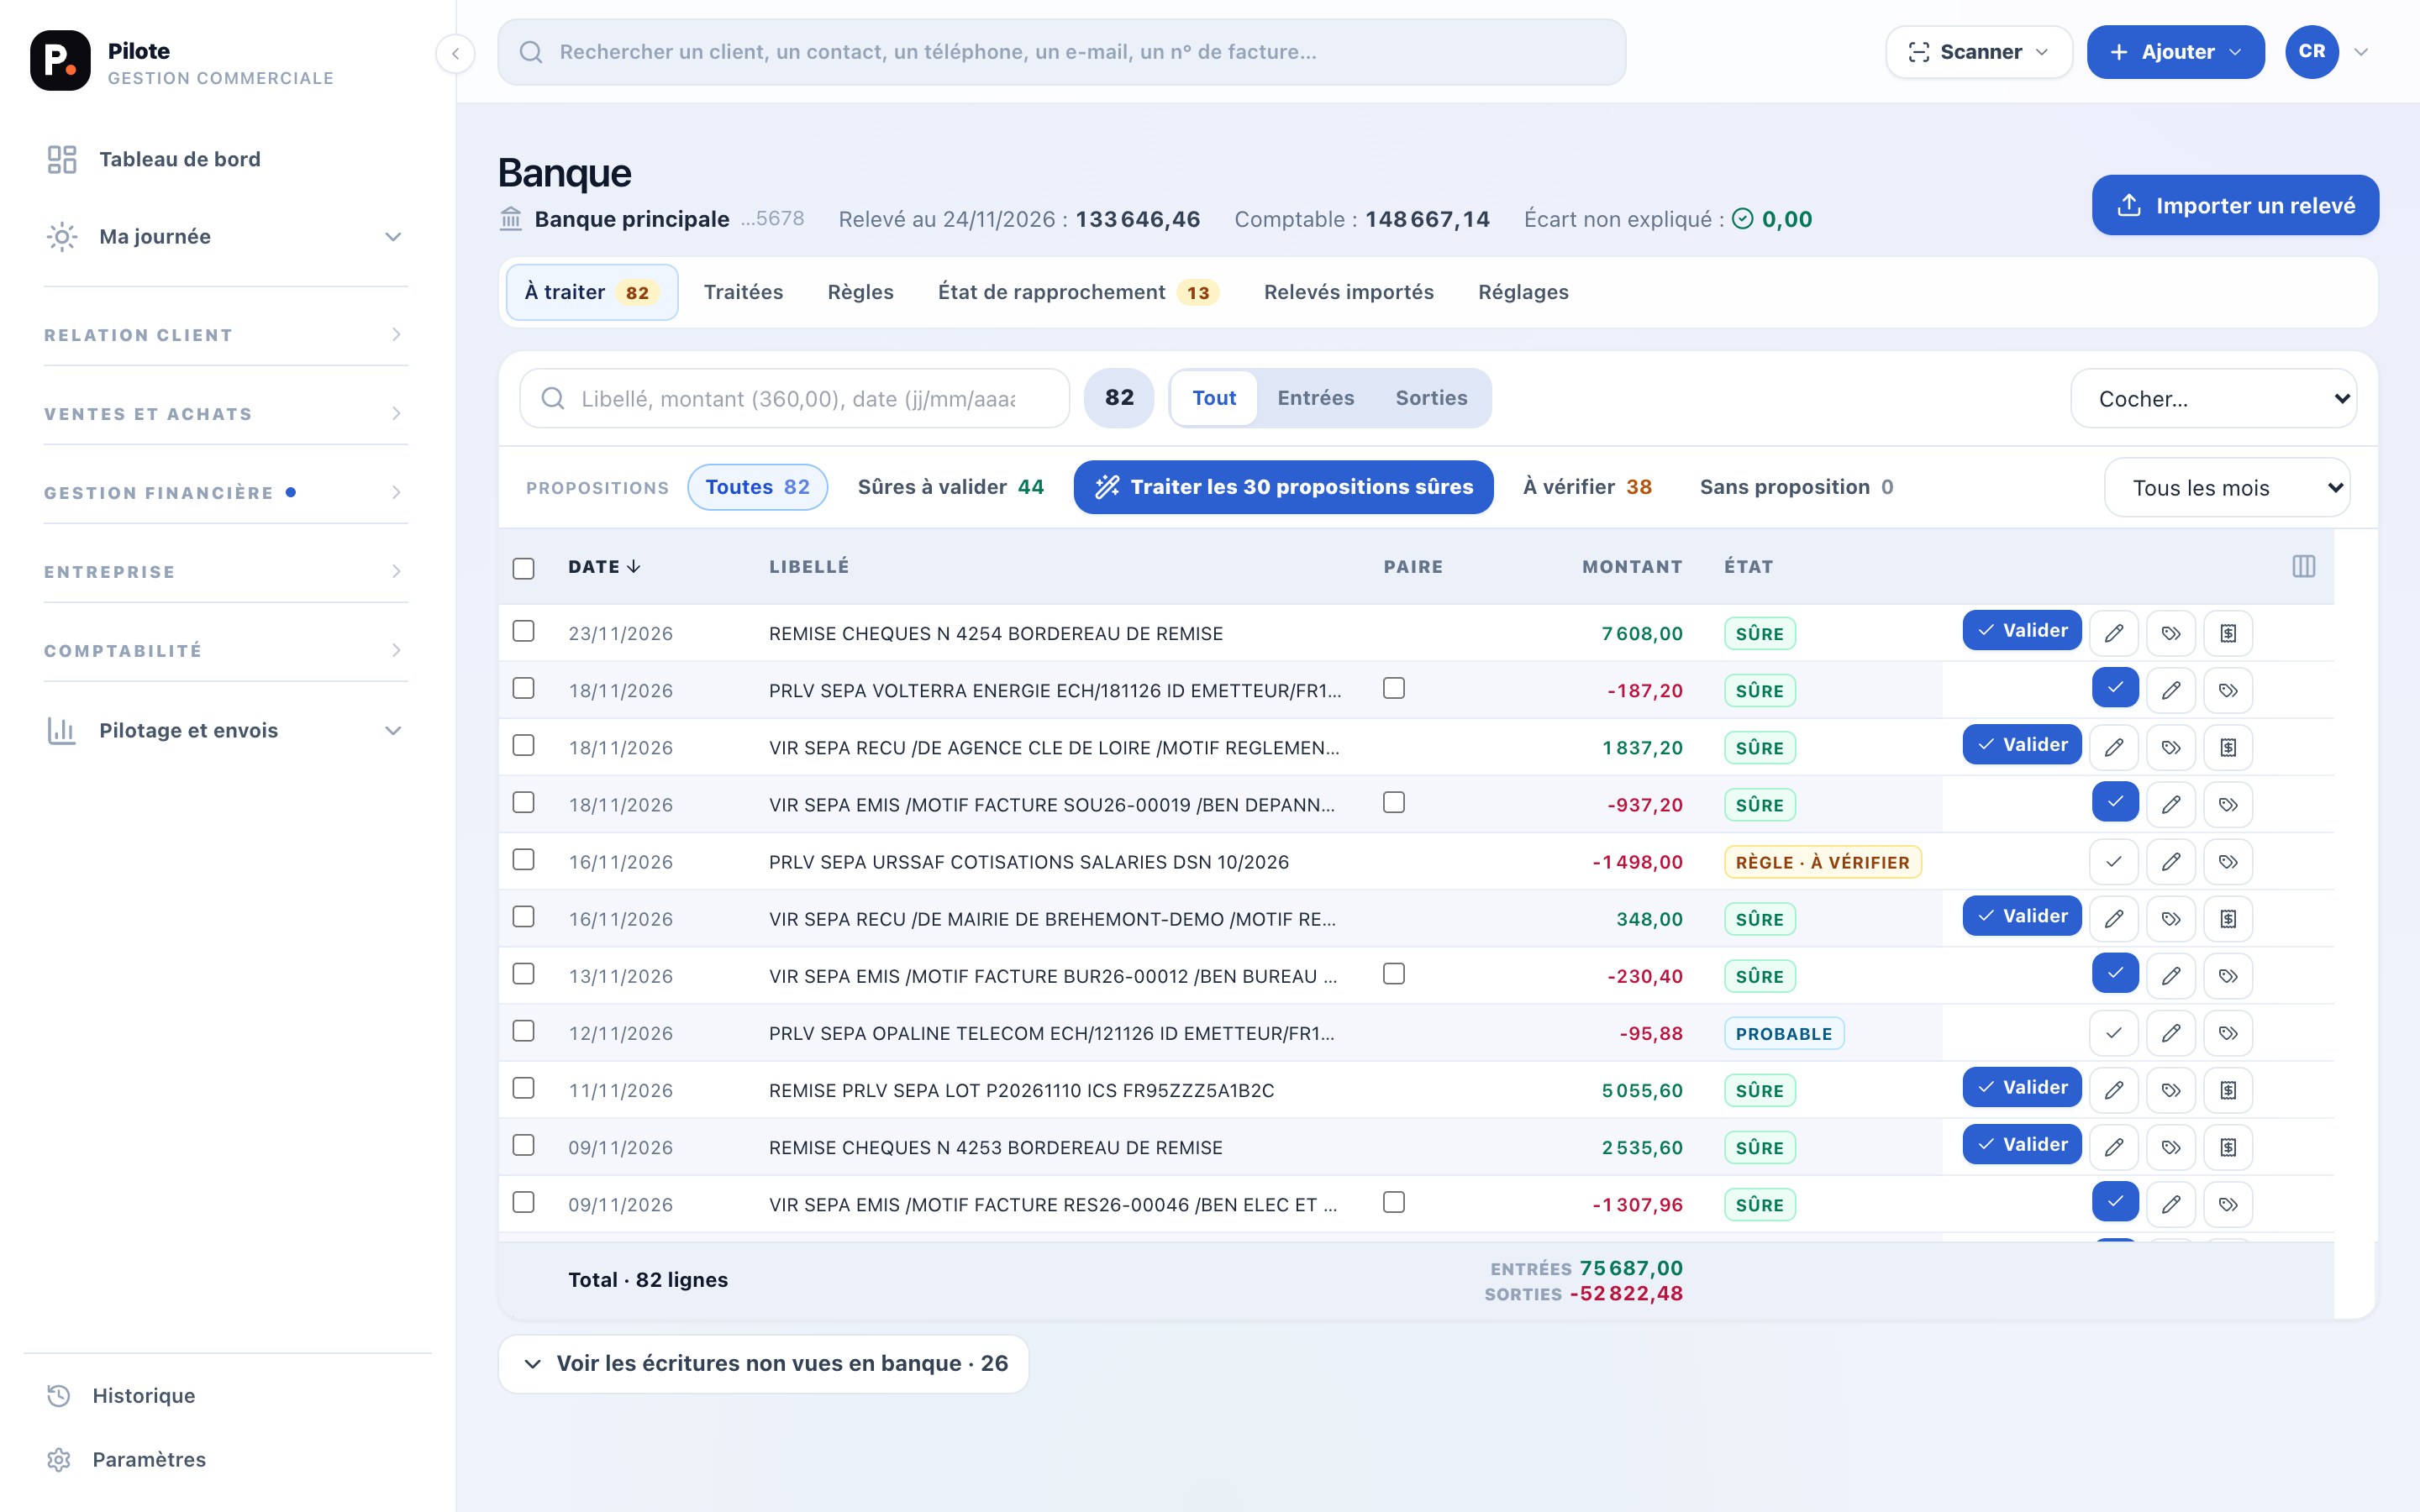 Pilote
GESTION COMMERCIALE
Rechercher un client, un contact, un téléphone, un e-mail, un n° de facture...
Scanner
Ajouter
CR
Tableau de bord
Ma journée
RELATION CLIENT
VENTES ET ACHATS
GESTION FINANCIÈRE
ENTREPRISE
COMPTABILITÉ
Pilotage et envois
Historique
Paramètres
Banque
Banque principale ...5678 Relevé au 24/11/2026 : 133 646,46 Comptable : 148 667,14 Écart non expliqué : 0,00
Importer un relevé
À traiter 82 Traitées Règles État de rapprochement 13 Relevés importés Réglages
Libellé, montant (360,00), date (jj/mm/aaaa 82 Tout Entrées Sorties Cocher...
PROPOSITIONS Toutes 82 Sûres à valider 44 Traiter les 30 propositions sûres À vérifier 38 Sans proposition 0 Tous les mois
DATE LIBELLÉ PAIRE MONTANT ÉTAT
23/11/2026 REMISE CHEQUES N 4254 BORDEREAU DE REMISE 7 608,00 SÛRE Valider
18/11/2026 PRLV SEPA VOLTERRA ENERGIE ECH/181126 ID EMETTEUR/FR1... -187,20 SÛRE
18/11/2026 VIR SEPA RECU /DE AGENCE CLE DE LOIRE /MOTIF REGLEMEN... 1 837,20 SÛRE Valider
18/11/2026 VIR SEPA EMIS /MOTIF FACTURE SOU26-00019 /BEN DEPANN... -937,20 SÛRE
16/11/2026 PRLV SEPA URSSAF COTISATIONS SALARIES DSN 10/2026 -1 498,00 RÈGLE · À VÉRIFIER
16/11/2026 VIR SEPA RECU /DE MAIRIE DE BREHEMONT-DEMO /MOTIF RE... 348,00 SÛRE Valider
13/11/2026 VIR SEPA EMIS /MOTIF FACTURE BUR26-00012 /BEN BUREAU ... -230,40 SÛRE
12/11/2026 PRLV SEPA OPALINE TELECOM ECH/121126 ID EMETTEUR/FR1... -95,88 PROBABLE
11/11/2026 REMISE PRLV SEPA LOT P20261110 ICS FR95ZZZ5A1B2C 5 055,60 SÛRE Valider
09/11/2026 REMISE CHEQUES N 4253 BORDEREAU DE REMISE 2 535,60 SÛRE Valider
09/11/2026 VIR SEPA EMIS /MOTIF FACTURE RES26-00046 /BEN ELEC ET ... -1 307,96 SÛRE
Total · 82 lignes
ENTRÉES 75 687,00
SORTIES -52 822,48
Voir les écritures non vues en banque · 26